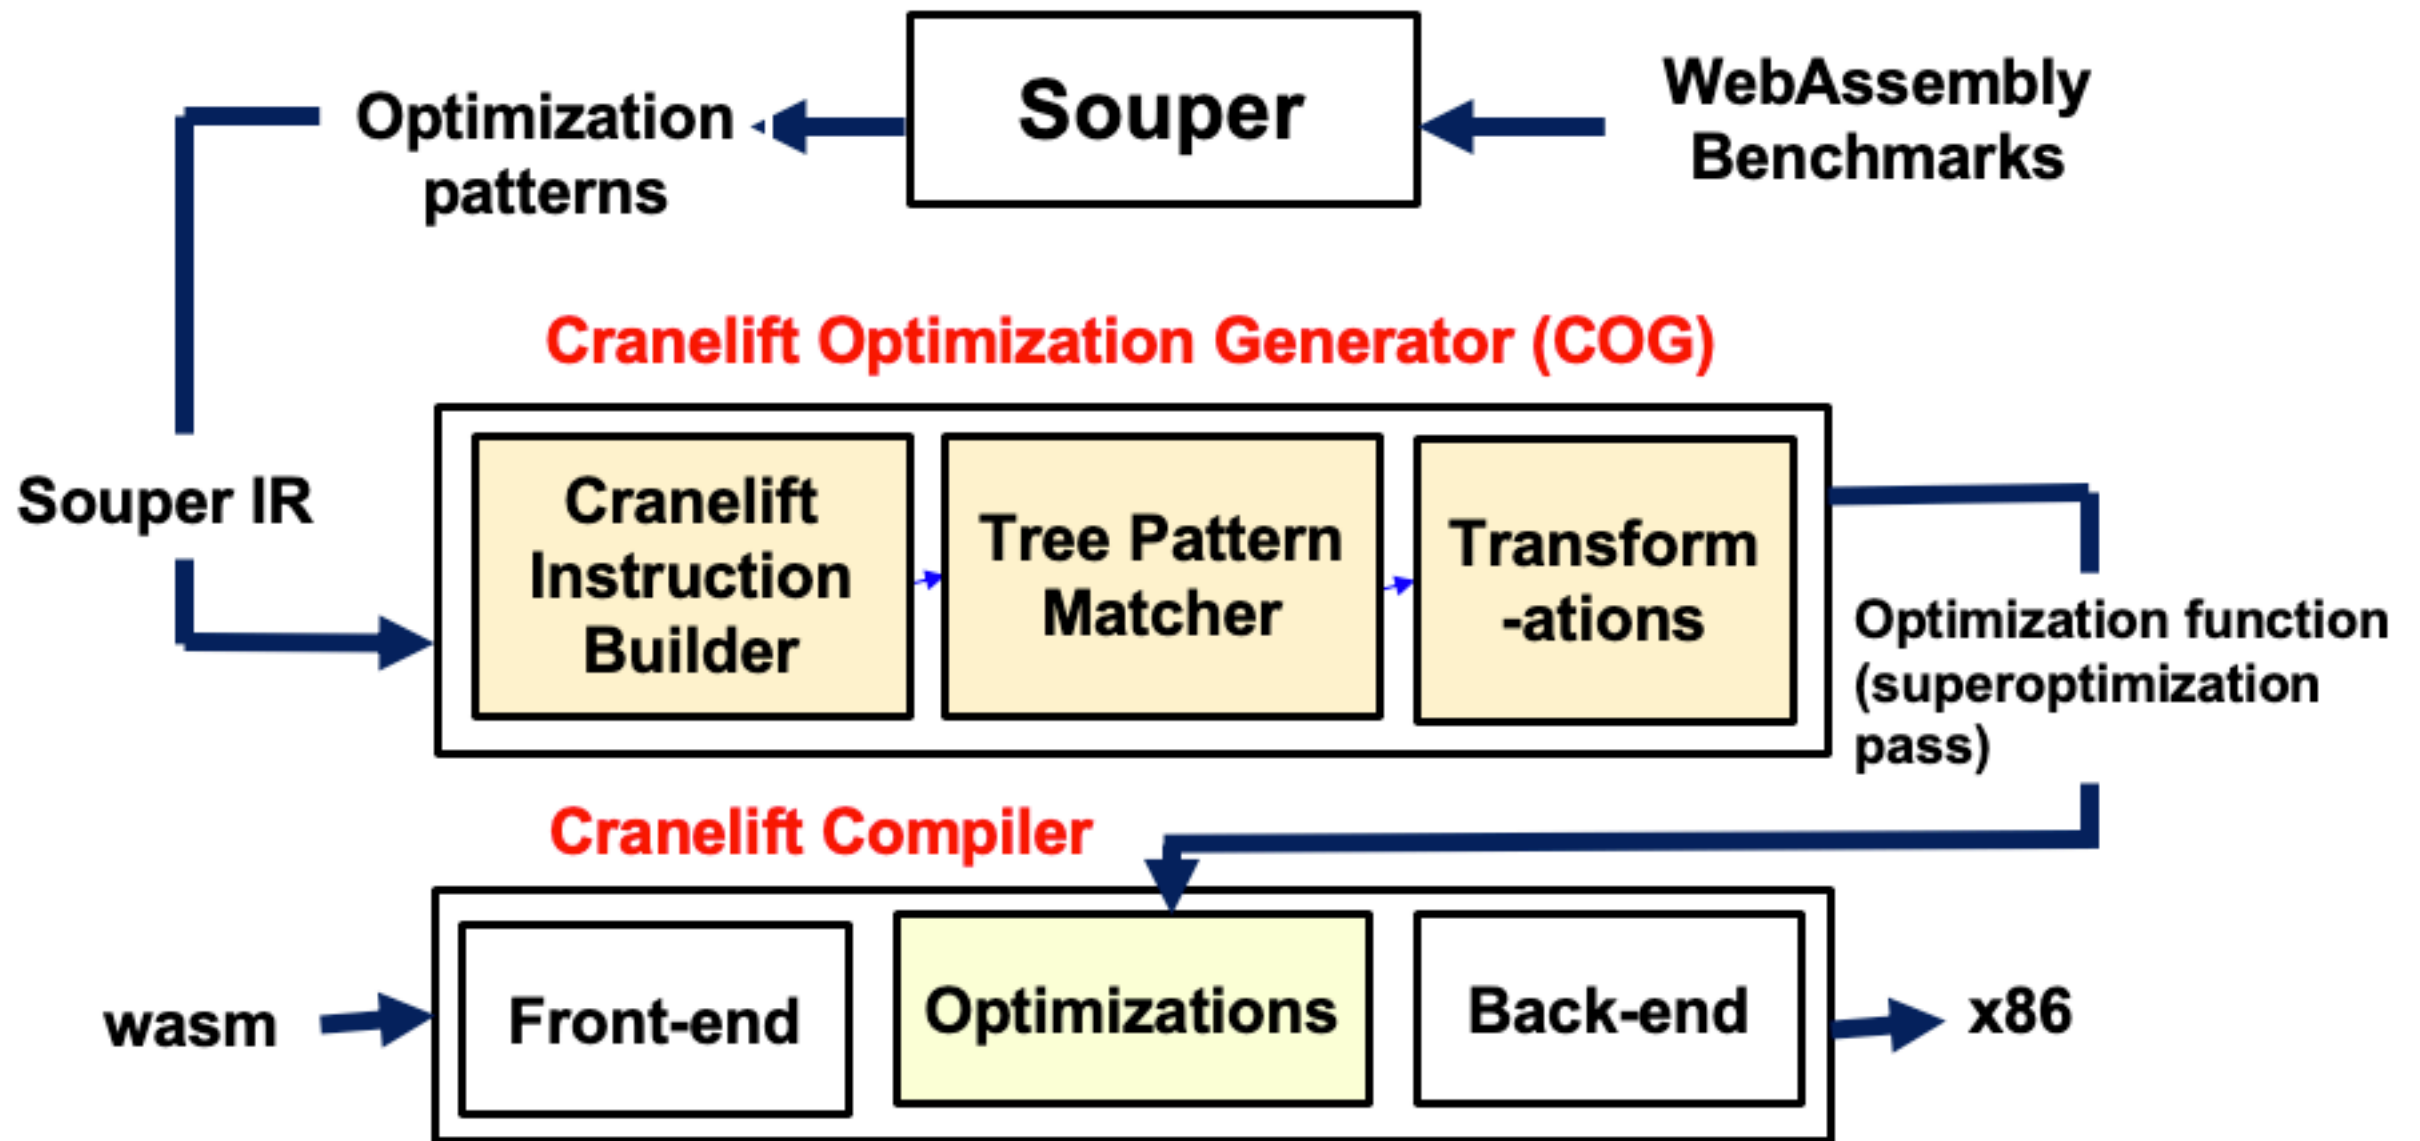 Optimization
patterns
Souper
WebAssembly
Benchmarks
Cranelift Optimization Generator (COG)
Souper IR
Cranelift
Instruction
Builder
Tree Pattern
Matcher
Transform
-ations
Optimization function
(superoptimization
pass)
Cranelift Compiler
wasm
Front-end
Optimizations
Back-end
x86